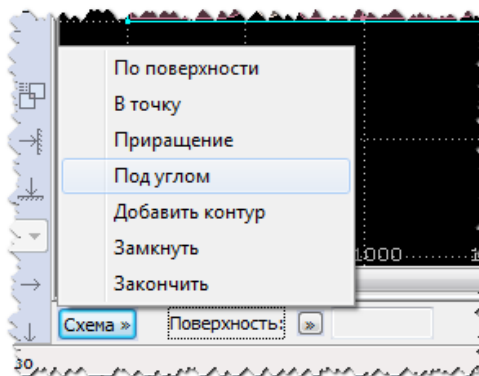 По поверхности
В точку
Приращение
Под углом
Добавить контур
Замкнуть
Закончить
1000
Схема »
Поверхность:
»